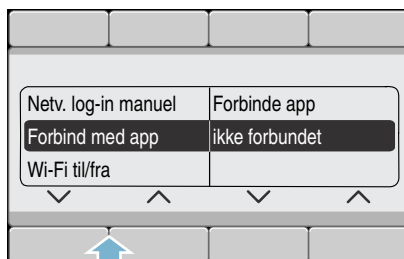 Netv. log-in manuel
Forbinde app
Forbind med app
ikke forbundet
Wi-Fi til/fra